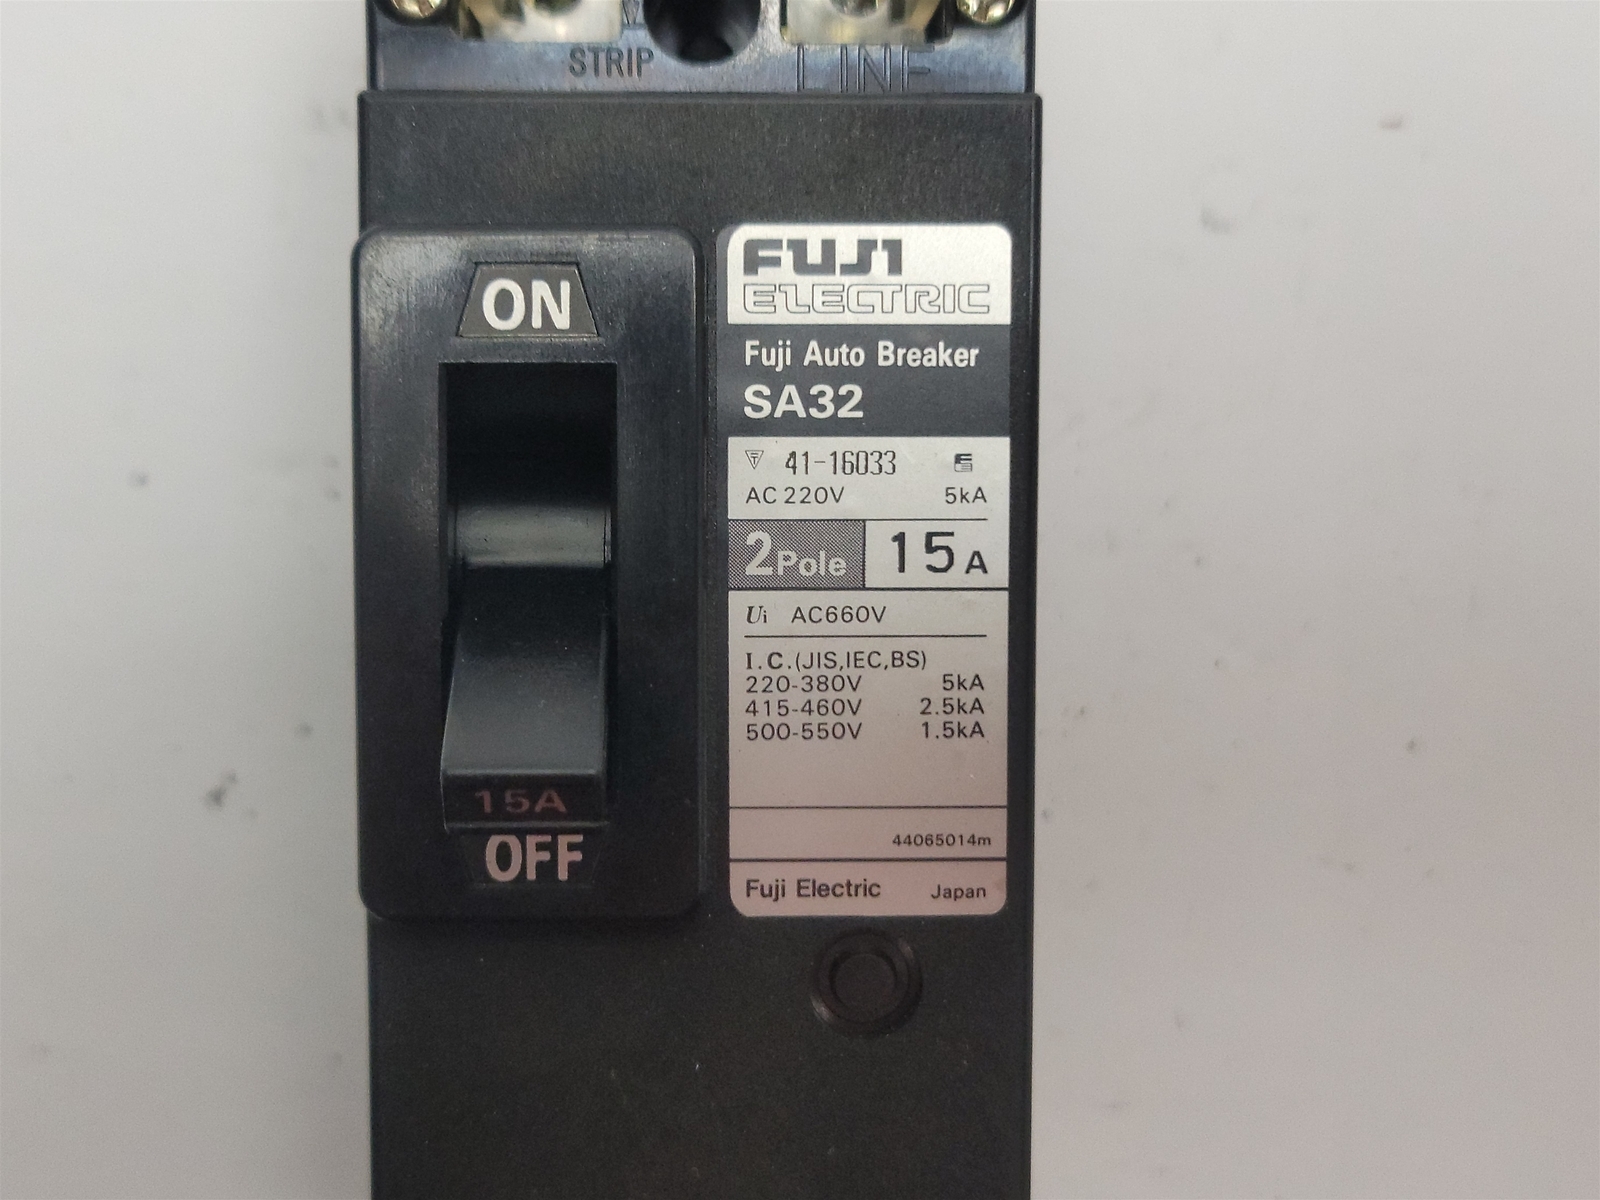 STRIP
LINE
ON
15A
OFF
FUJI
ELECTRIC
Fuji Auto Breaker
SA32
41-16033
AC 220V 5kA
2Pole 15A
Ui AC660V
I.C.(JIS,IEC,BS)
220-380V 5kA
415-460V 2.5kA
500-550V 1.5kA
44065014m
Fuji Electric Japan